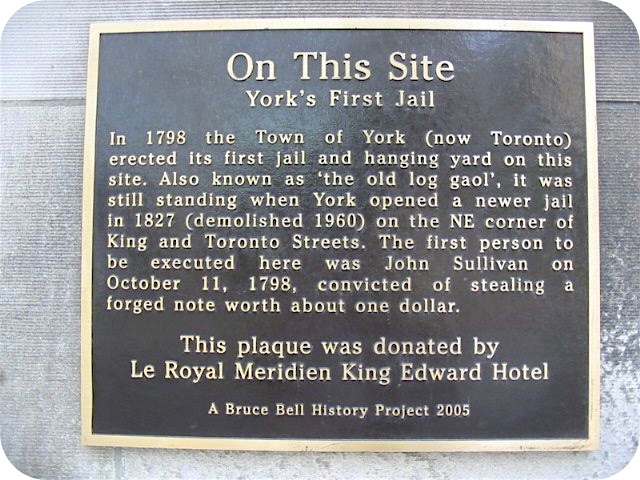 On This Site
York's First Jail
In 1798 the Town of York (now Toronto)
erected its first jail and hanging yard on this
site. Also known as 'the old log gaol', it was
still standing when York opened a newer jail
in 1827 (demolished 1960) on the NE corner of
King and Toronto Streets. The first person to
be executed here was John Sullivan on
October 11, 1798, convicted of stealing a
forged note worth about one dollar.
This plaque was donated by
Le Royal Meridien King Edward Hotel
A Bruce Bell History Project 2005